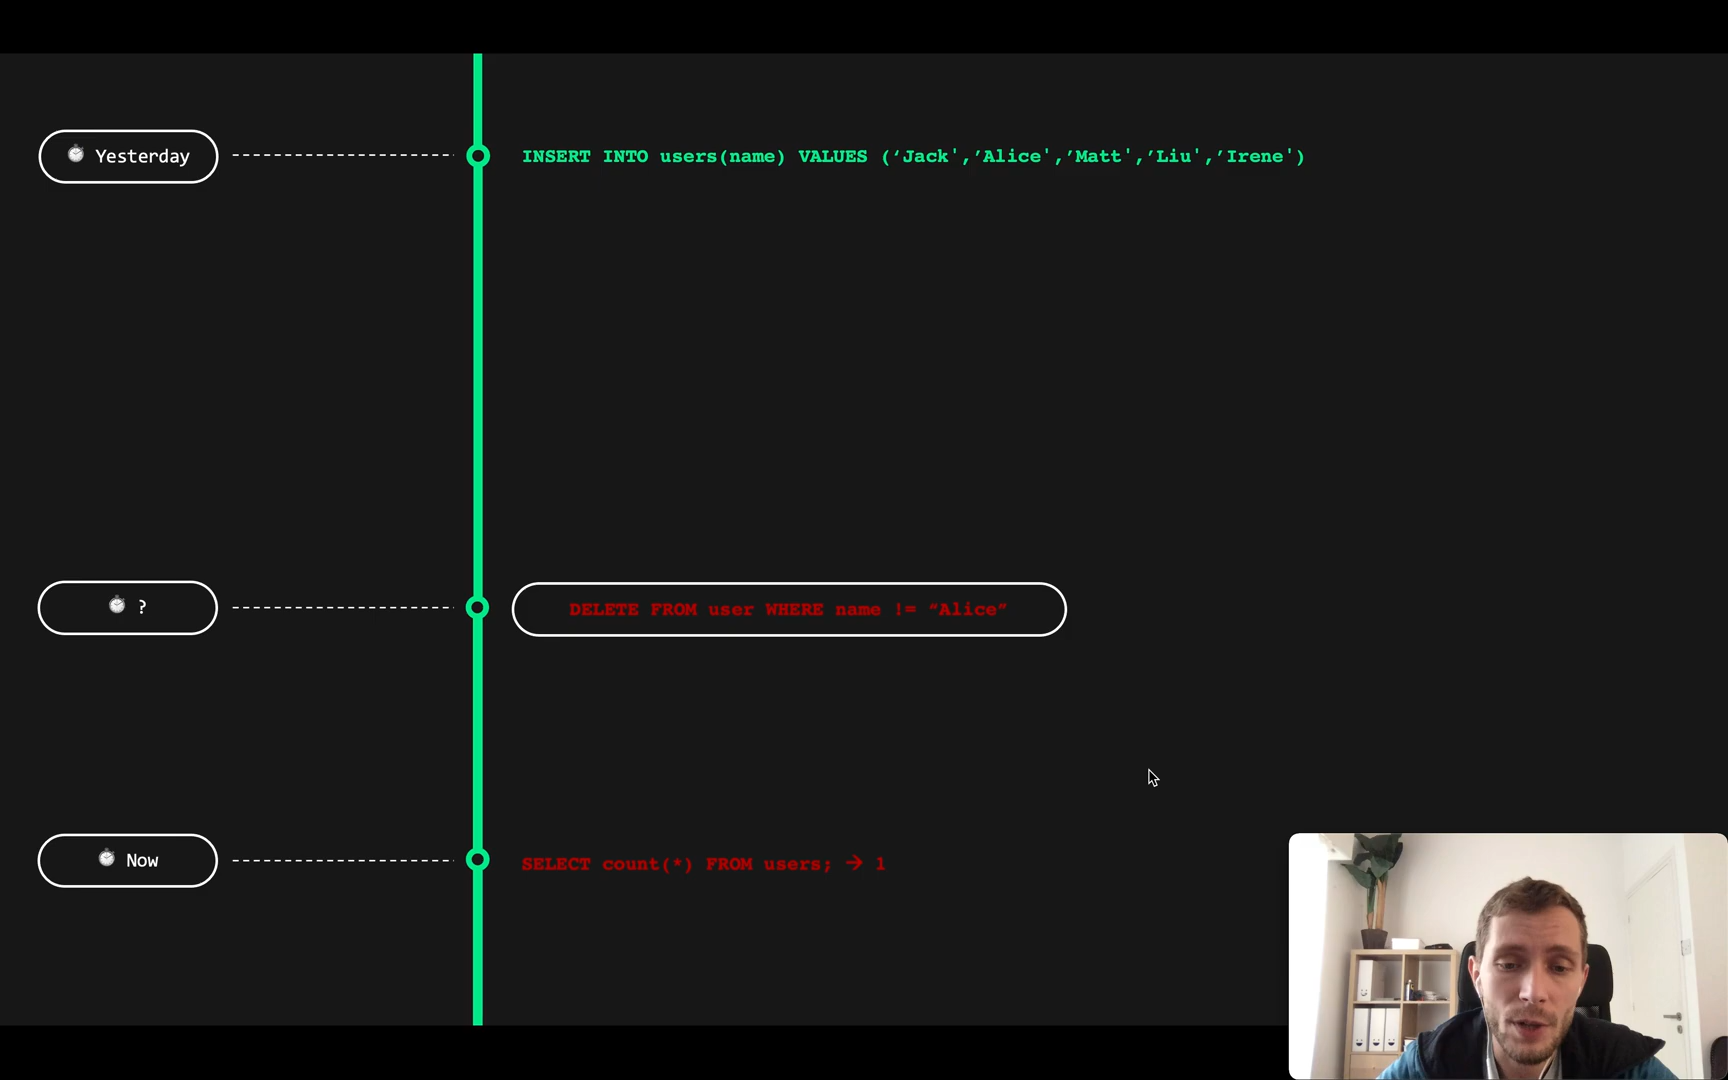 Yesterday
INSERT INTO users(name) VALUES (‘Jack','Alice','Matt','Liu','Irene')
?
DELETE FROM user WHERE name != “Alice”
Now
SELECT count(*) FROM users; → 1